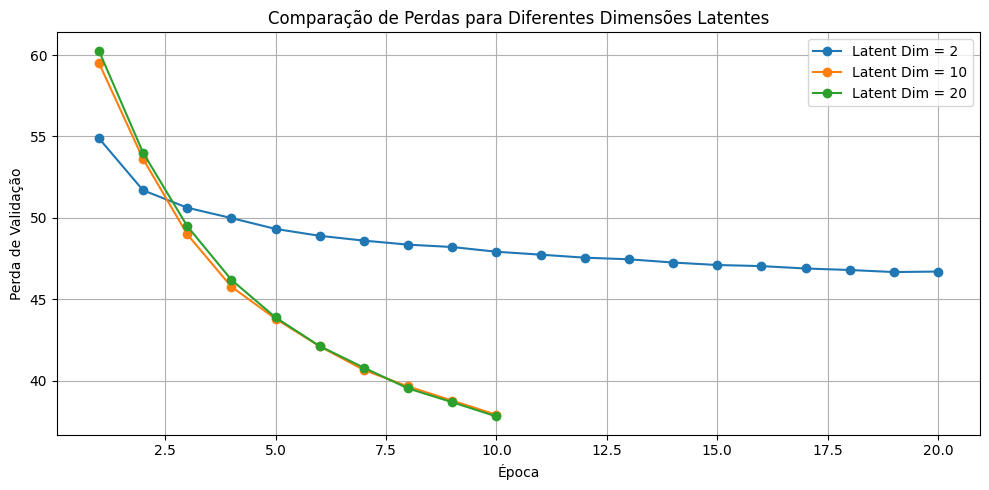 Comparação de Perdas para Diferentes Dimensões Latentes
Latent Dim = 2
Latent Dim = 10
Latent Dim = 20
Perda de Validação
60
55
50
45
40
2.5 5.0 7.5 10.0 12.5 15.0 17.5 20.0
Época